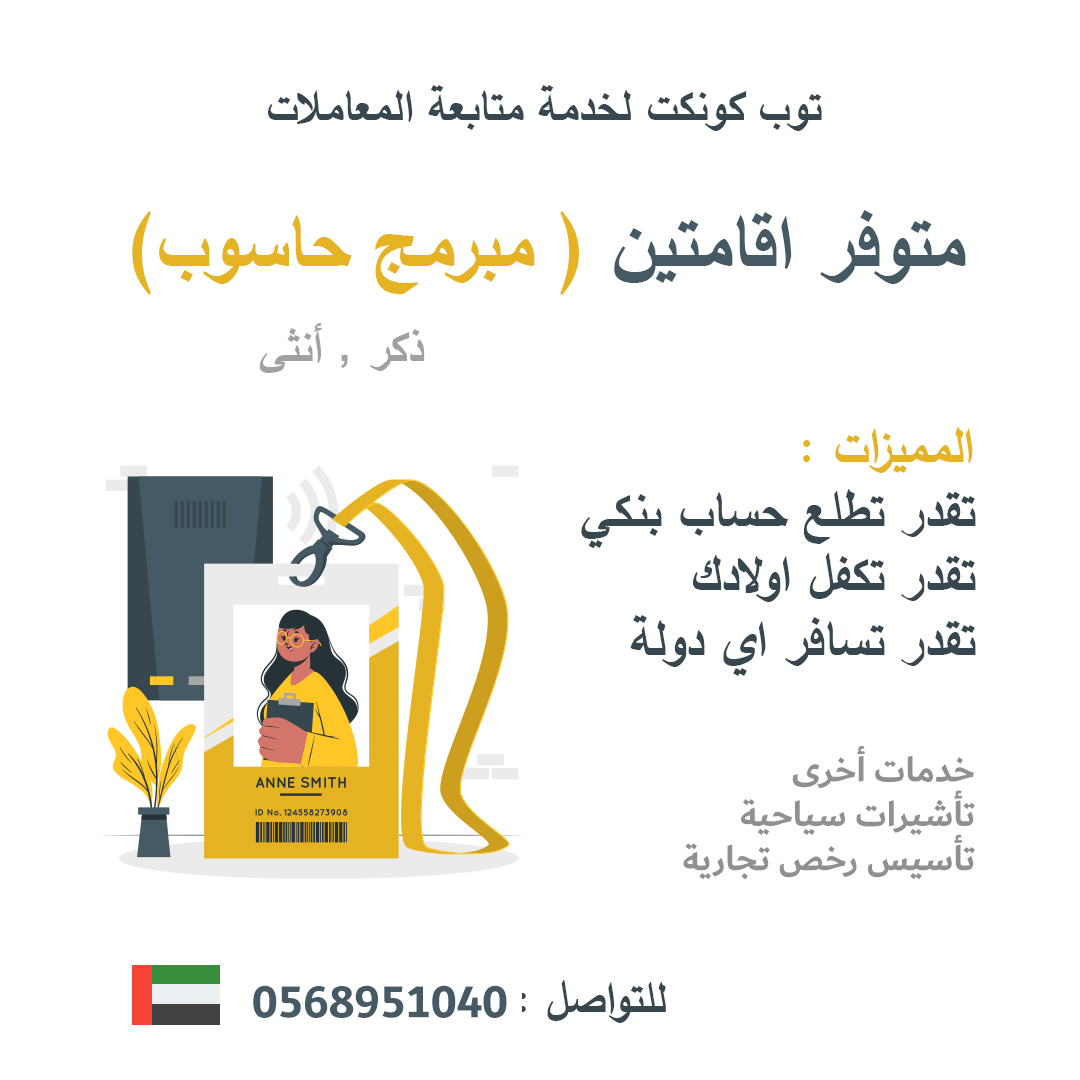 توب كونكت لخدمة متابعة المعاملات
متوفر اقامتين ( مبرمج حاسوب)
ذكر , أنثى
المميزات :
تقدر تطلع حساب بنكي
تقدر تكفل اولادك
تقدر تسافر اي دولة
ANNE SMITH
ID No. 124558273908
خدمات أخرى
تأشيرات سياحية
تأسيس رخص تجارية
للتواصل : 0568951040